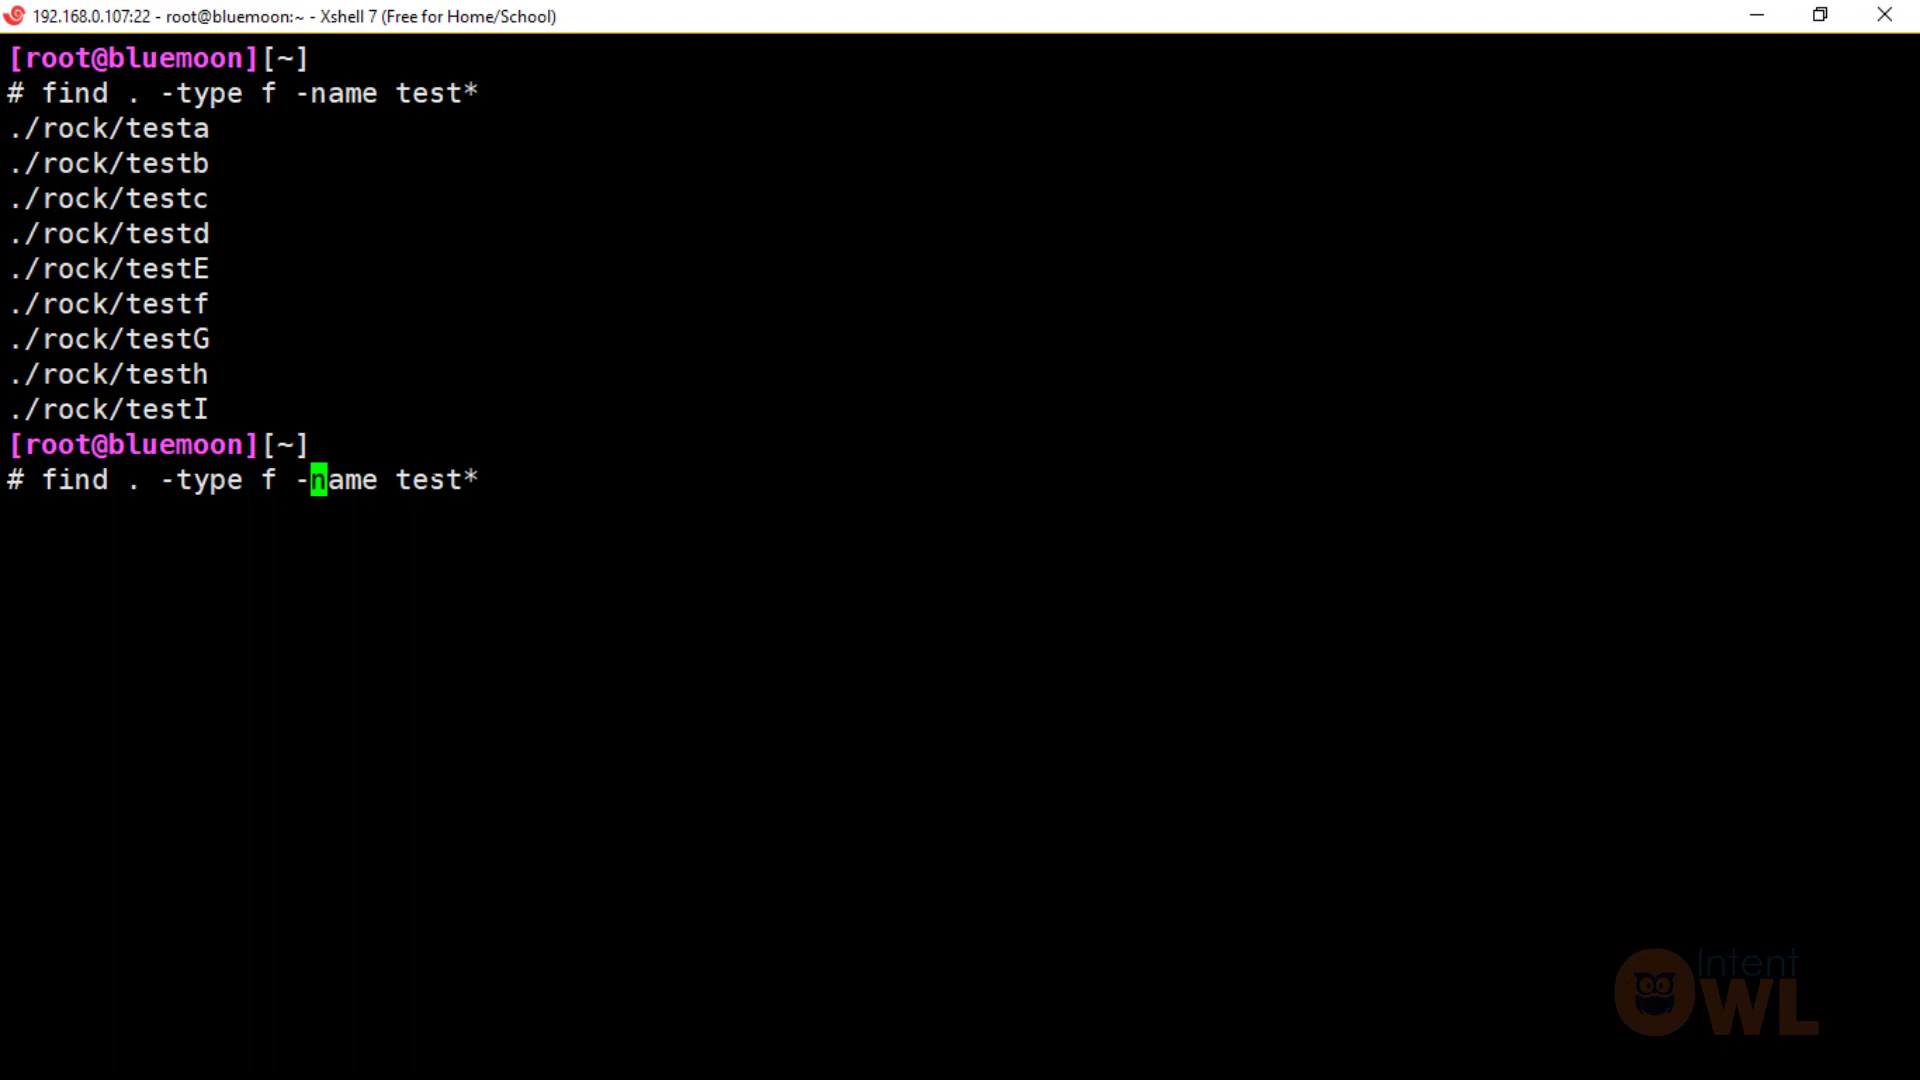 192.168.0.107:22 - root@bluemoon:~ - Xshell 7 (Free for Home/School)
[root@bluemoon][~]
# find . -type f -name test*
./rock/testa
./rock/testb
./rock/testc
./rock/testd
./rock/testE
./rock/testf
./rock/testG
./rock/testh
./rock/testI
[root@bluemoon][~]
# find . -type f -name test*
Intent
OWL